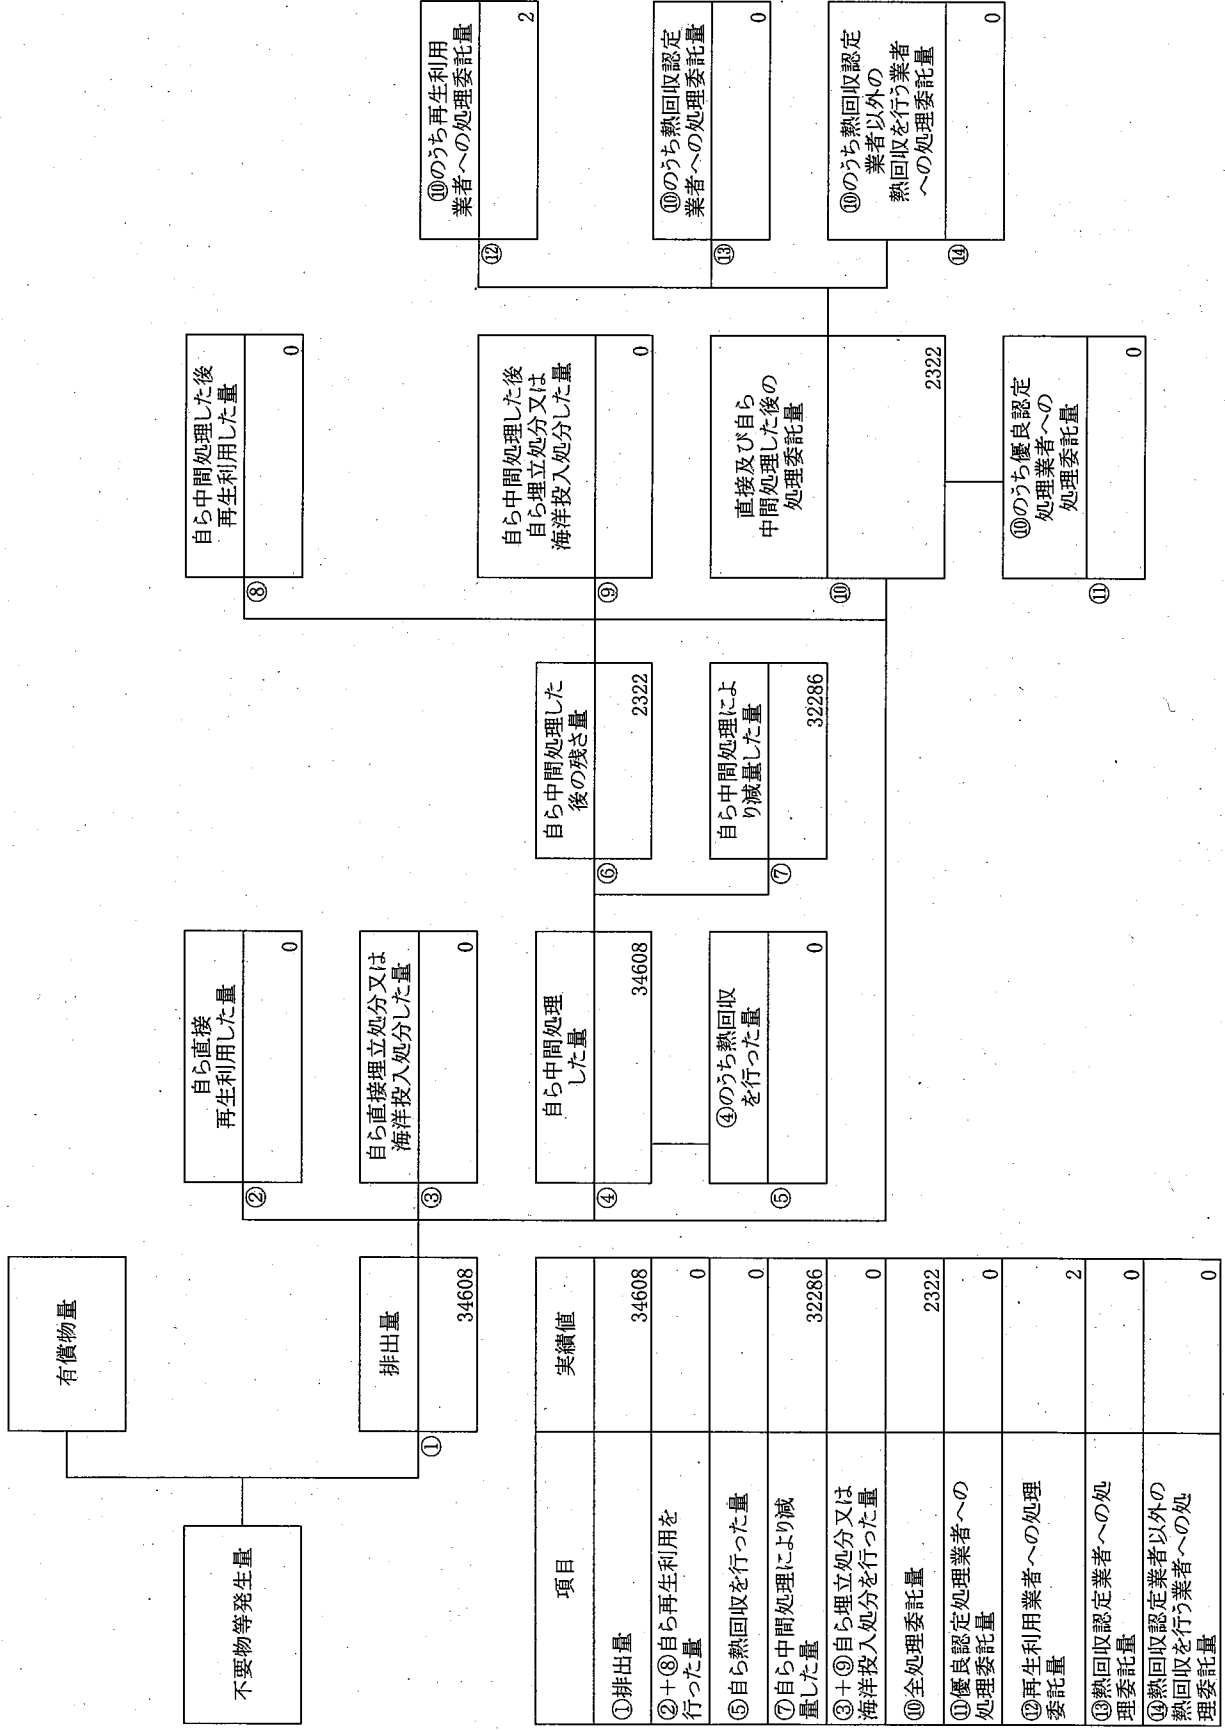 不要物等発生量
有償物量
①
排出量
34608
②
自ら直接
再生利用した量
0
③
自ら直接埋立処分又は
海洋投入処分した量
0
④
自ら中間処理
した量
34608
⑤
④のうち熱回収
を行った量
0
⑥
自ら中間処理した
後の残さ量
2322
⑦
自ら中間処理によ
り減量した量
32286
⑧
自ら中間処理した後
再生利用した量
0
⑨
自ら中間処理した後
自ら埋立処分又は
海洋投入処分した量
0
⑩
直接及び自ら
中間処理した後の
処理委託量
2322
⑪
⑩のうち優良認定
処理業者への
処理委託量
0
⑫
⑩のうち再生利用
業者への処理委託量
2
⑬
⑩のうち熱回収認定
業者への処理委託量
0
⑭
⑩のうち熱回収認定
業者以外の
熱回収を行う業者
への処理委託量
0
項目 実績値
①排出量 34608
②+⑧自ら再生利用を
行った量 0
⑤自ら熱回収を行った量 0
⑦自ら中間処理により減
量した量 32286
③+⑨自ら埋立処分又は
海洋投入処分を行った量 0
⑩全処理委託量 2322
⑪優良認定処理業者への
処理委託量 0
⑫再生利用業者への処理
委託量 2
⑬熱回収認定業者への処
理委託量 0
⑭熱回収認定業者以外の
熱回収を行う業者への処
理委託量 0